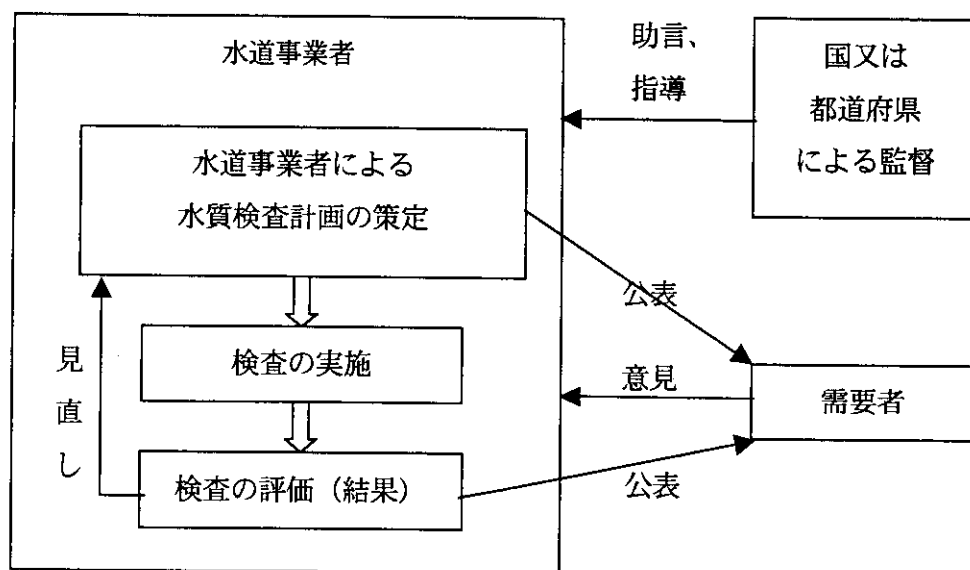 水道事業者
助言、
指導
国又は
都道府県
による監督
水道事業者による
水質検査計画の策定
公表
検査の実施
見直し
意見
需要者
検査の評価（結果）
公表